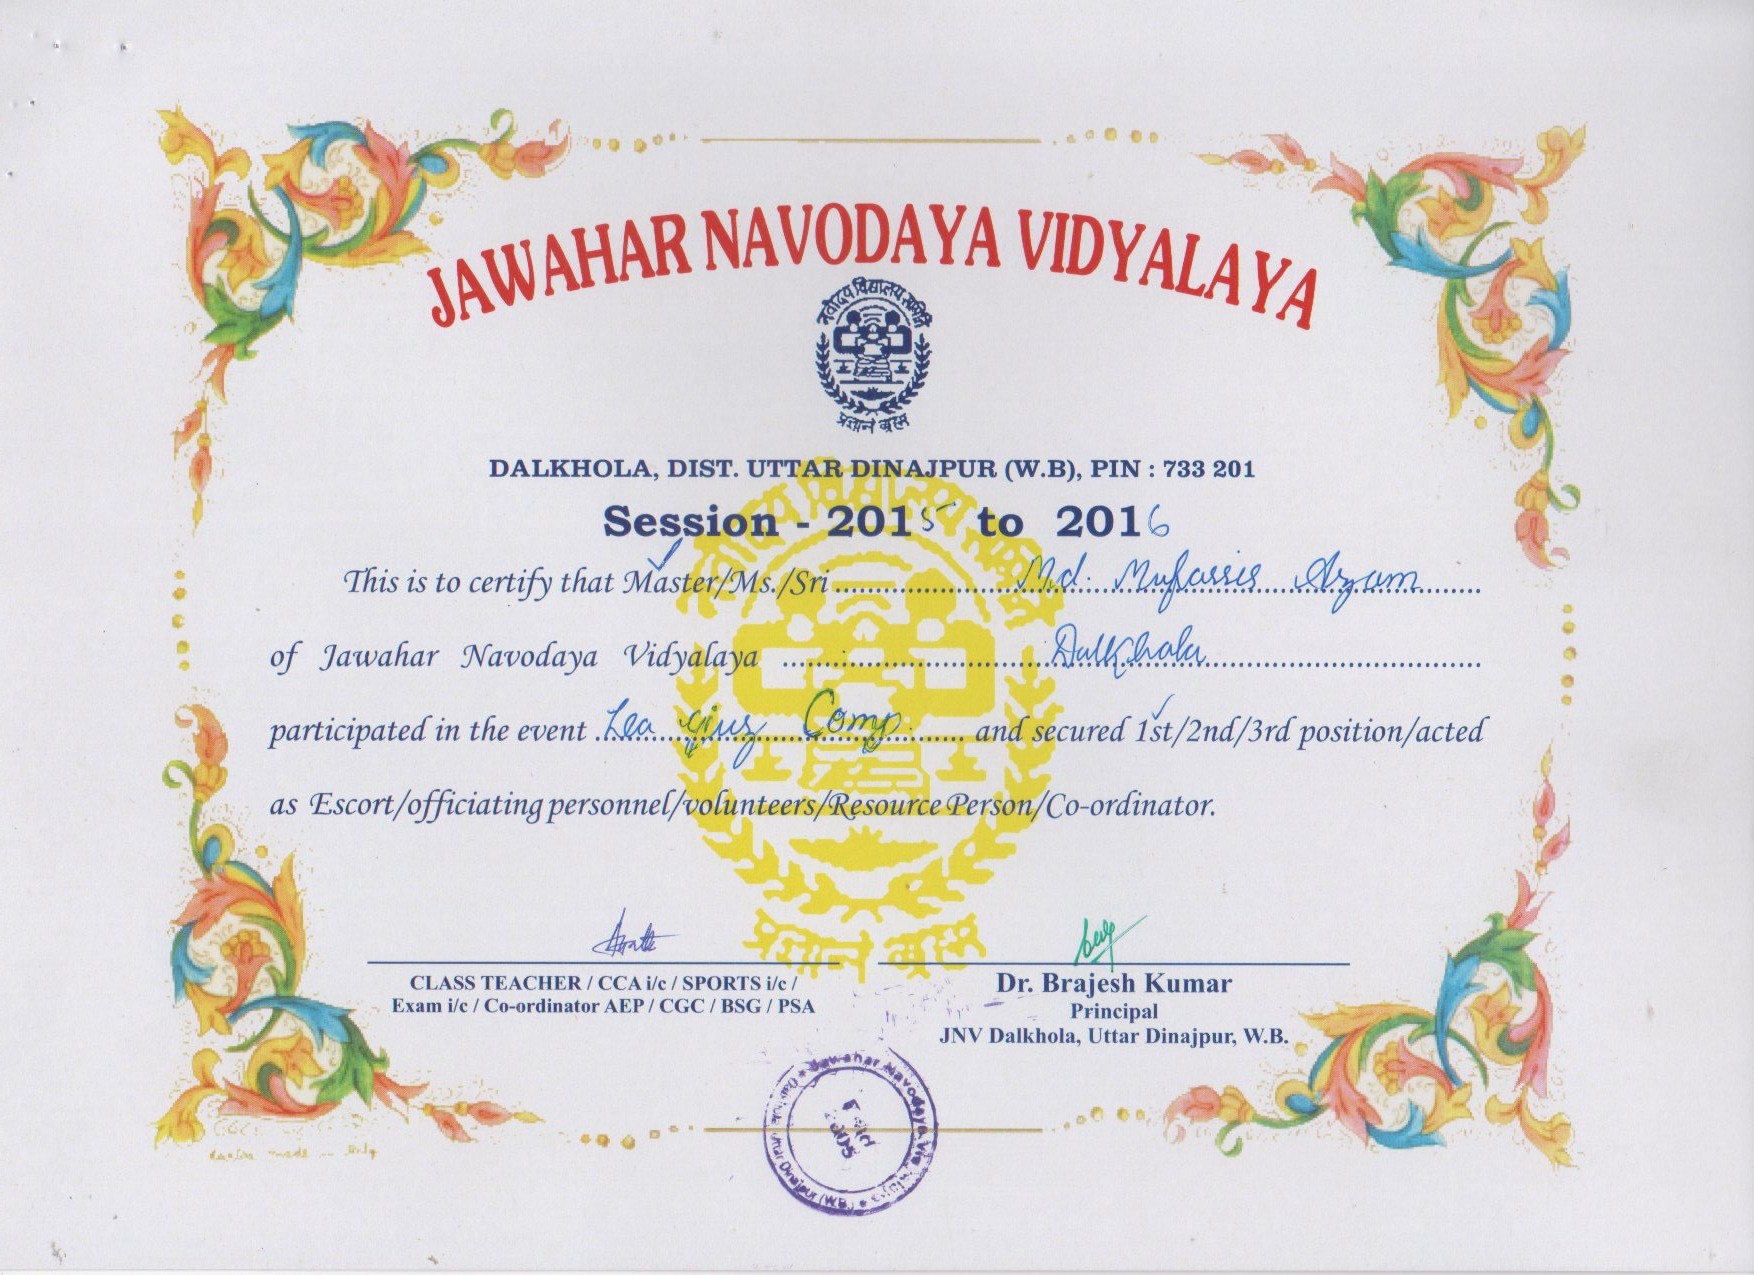 JAWAHAR NAVODAYA VIDYALAYA
नवोदय विद्यालय समिति
प्रज्ञानं ब्रह्म
DALKHOLA, DIST. UTTAR DINAJPUR (W.B), PIN : 733 201
Session - 2015 to 2016
This is to certify that Master/Ms./Sri Md. Mufassis Azam
of Jawahar Navodaya Vidyalaya Dalkhola
participated in the event Comp. and secured 1st/2nd/3rd position/acted
as Escort/officiating personnel/volunteers/Resource Person/Co-ordinator.
CLASS TEACHER / CCA i/c / SPORTS i/c /
Exam i/c / Co-ordinator AEP / CGC / BSG / PSA
Dr. Brajesh Kumar
Principal
JNV Dalkhola, Uttar Dinajpur, W.B.
Jawahar Navodaya Vidyalaya
Uttar Dinajpur (W.B.)